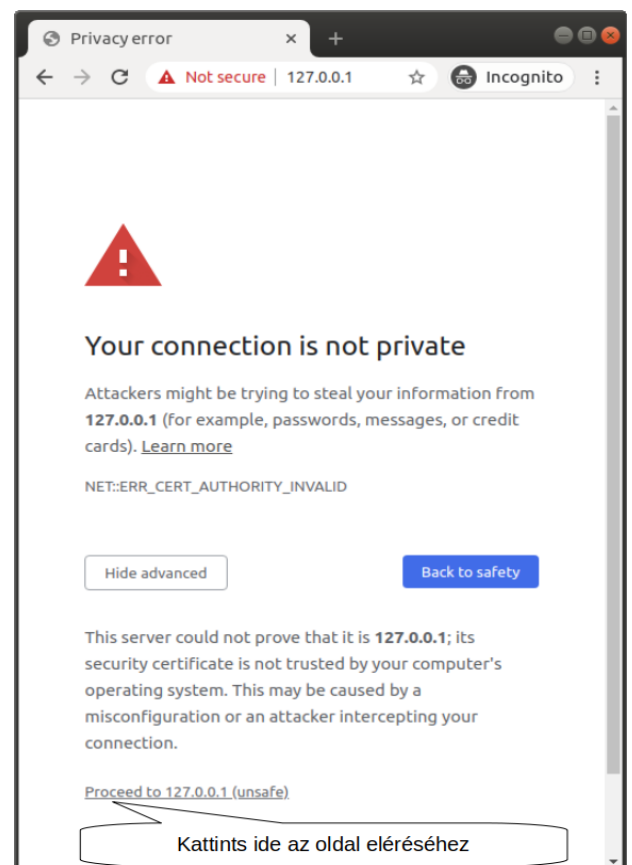 Privacy error
Not secure 127.0.0.1 Incognito
Your connection is not private
Attackers might be trying to steal your information from
127.0.0.1 (for example, passwords, messages, or credit
cards). Learn more
NET::ERR_CERT_AUTHORITY_INVALID
Hide advanced Back to safety
This server could not prove that it is 127.0.0.1; its
security certificate is not trusted by your computer's
operating system. This may be caused by a
misconfiguration or an attacker intercepting your
connection.
Proceed to 127.0.0.1 (unsafe)
Kattints ide az oldal eléréséhez